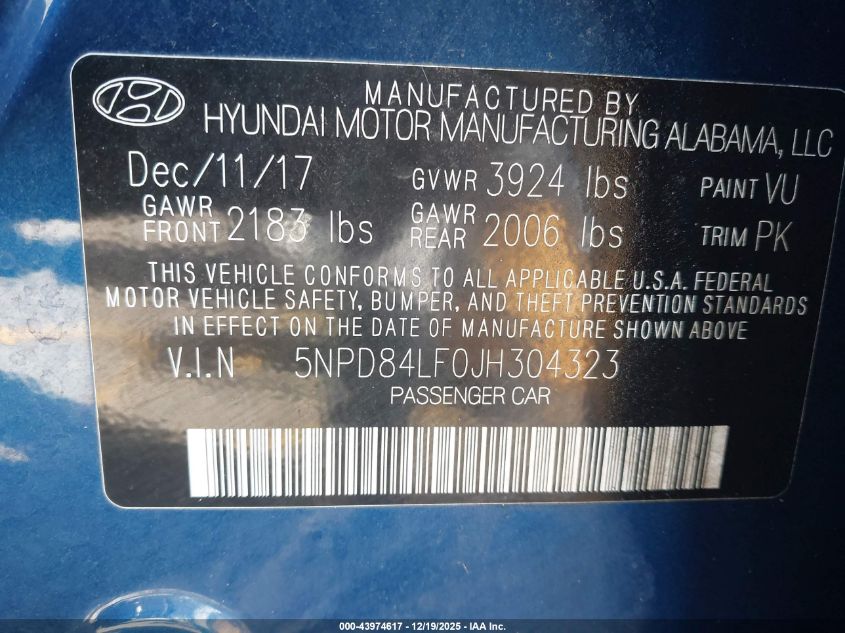 MANUFACTURED BY
HYUNDAI MOTOR MANUFACTURING ALABAMA, LLC
Dec/11/17 GVWR 3924 lbs PAINT VU
GAWR FRONT 2183 lbs GAWR REAR 2006 lbs TRIM PK
THIS VEHICLE CONFORMS TO ALL APPLICABLE U.S.A. FEDERAL
MOTOR VEHICLE SAFETY, BUMPER, AND THEFT PREVENTION STANDARDS
IN EFFECT ON THE DATE OF MANUFACTURE SHOWN ABOVE
V.I.N 5NPD84LF0JH304323
PASSENGER CAR
000-43974617 - 12/19/2025 - IAA Inc.